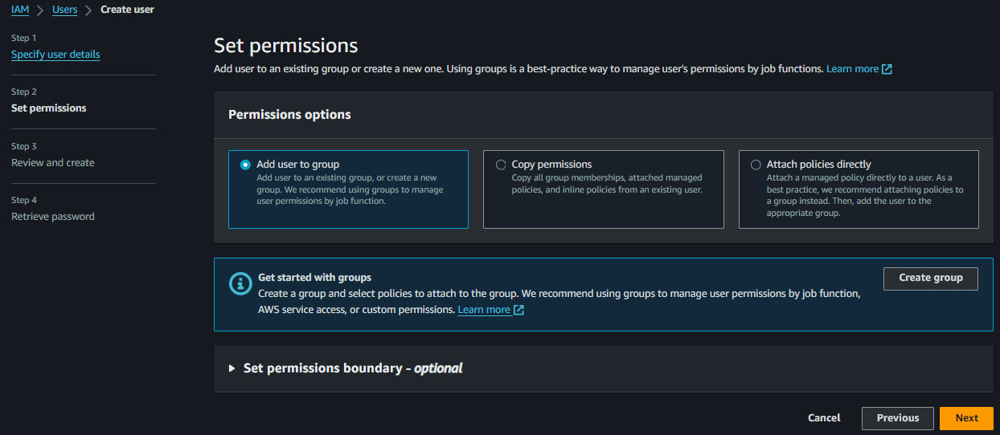 IAM > Users > Create user
Step 1
Specify user details
Step 2
Set permissions
Step 3
Review and create
Step 4
Retrieve password
Set permissions
Add user to an existing group or create a new one. Using groups is a best-practice way to manage user's permissions by job functions. Learn more
Permissions options
Add user to group
Add user to an existing group, or create a new
group. We recommend using groups to manage
user permissions by job function.
Copy permissions
Copy all group memberships, attached managed
policies, and inline policies from an existing user.
Attach policies directly
Attach a managed policy directly to a user. As a
best practice, we recommend attaching policies to
a group instead. Then, add the user to the
appropriate group.
Get started with groups
Create a group and select policies to attach to the group. We recommend using groups to manage user permissions by job function,
AWS service access, or custom permissions. Learn more
Create group
Set permissions boundary - optional
Cancel
Previous
Next